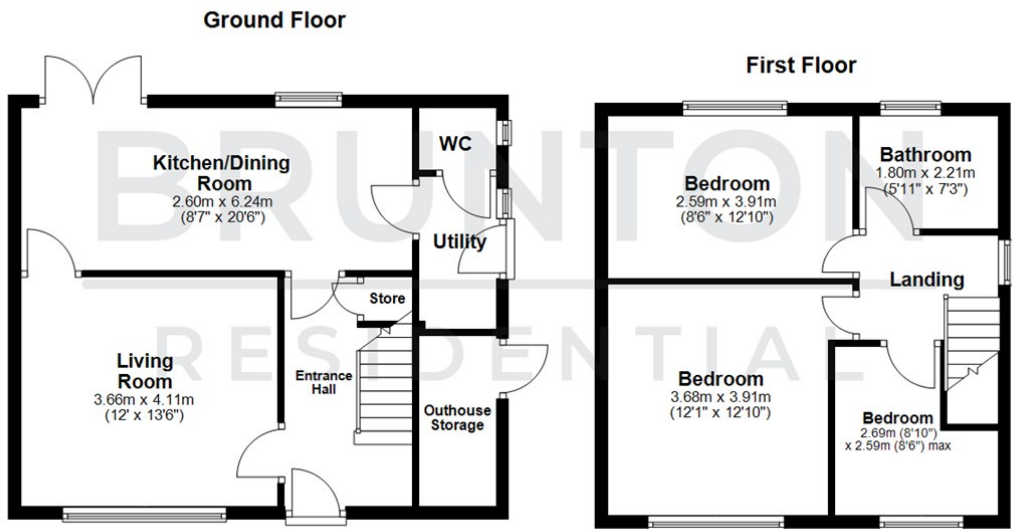 Ground Floor
Kitchen/Dining
Room
2.60m x 6.24m
(8'7" x 20'6")
WC
Utility
Store
Living
Room
3.66m x 4.11m
(12' x 13'6")
Entrance
Hall
Outhouse
Storage
First Floor
Bedroom
2.59m x 3.91m
(8'6" x 12'10")
Bathroom
1.80m x 2.21m
(5'11" x 7'3")
Landing
Bedroom
3.68m x 3.91m
(12'1" x 12'10")
Bedroom
2.69m (8'10")
x 2.59m (8'6") max
BRUNTON
RESIDENTIAL